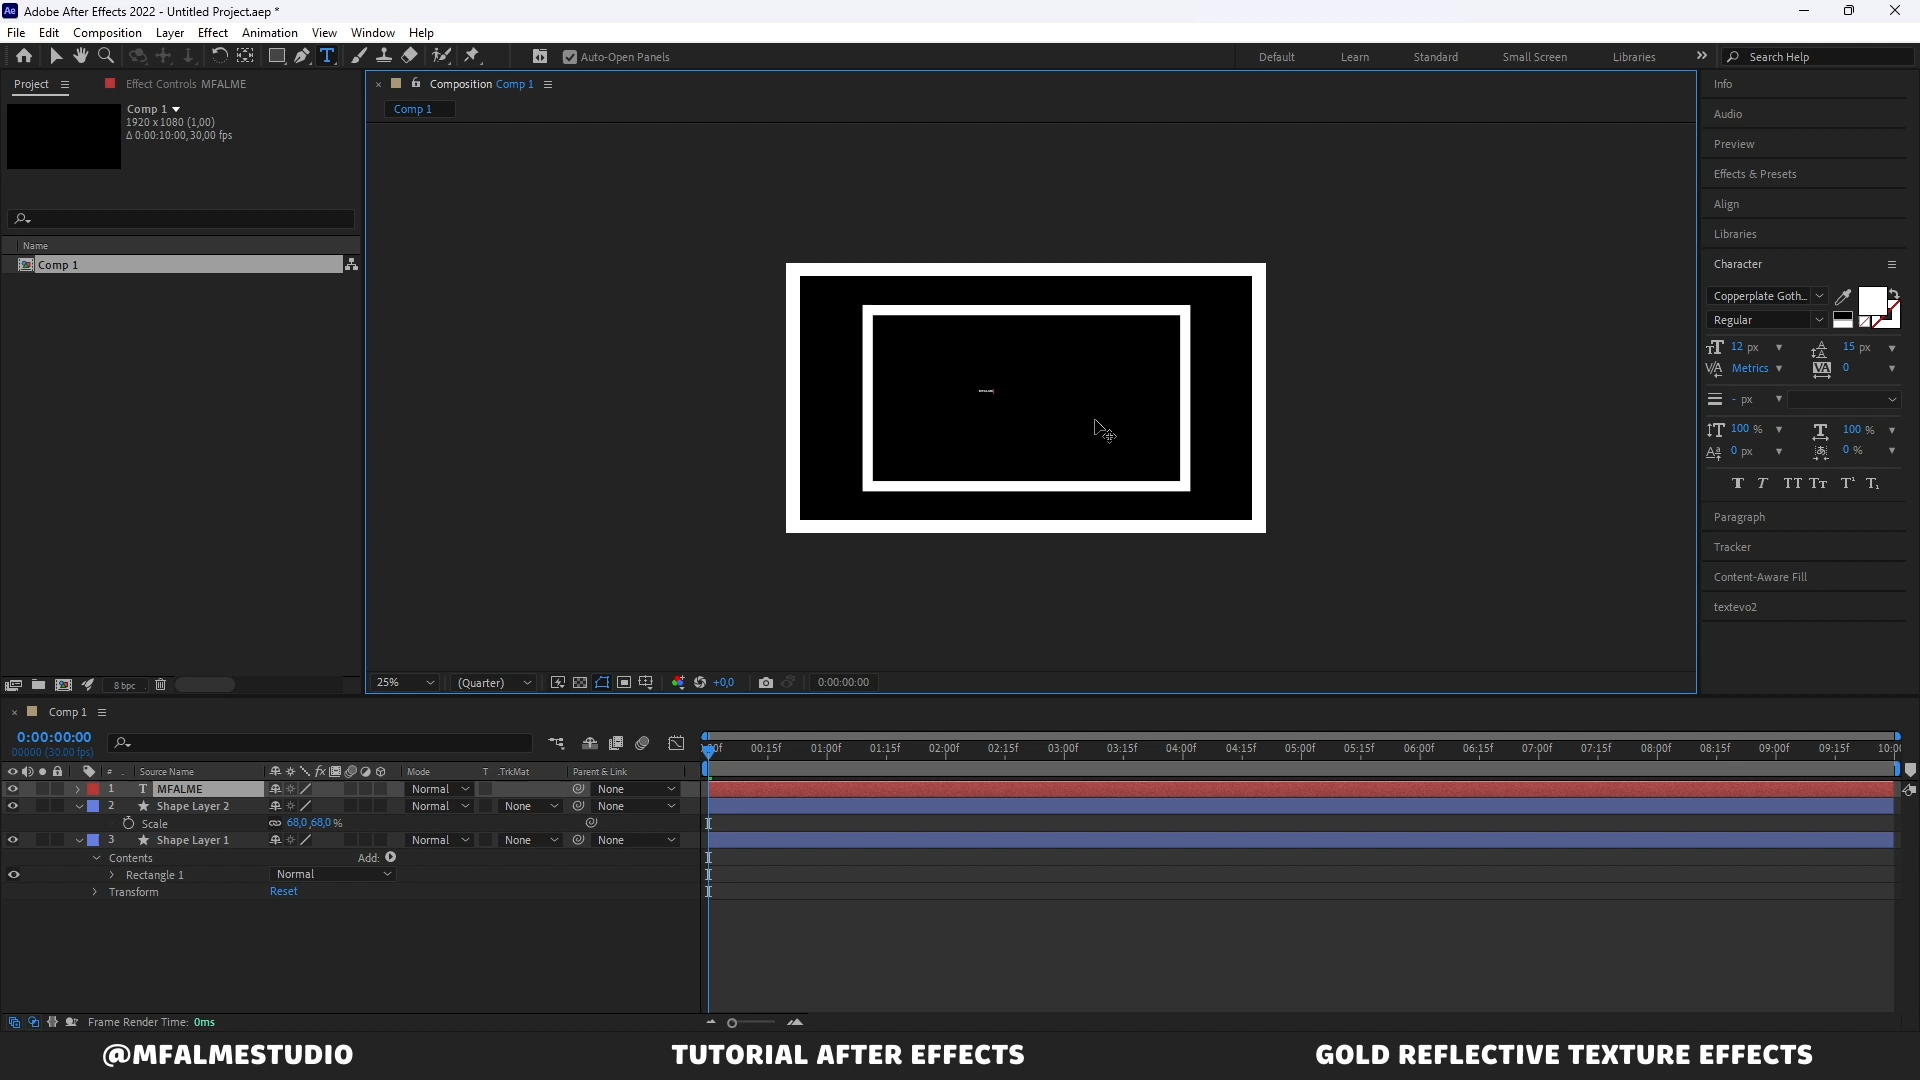 Ae Adobe After Effects 2022 - Untitled Project.aep *
File Edit Composition Layer Effect Animation View Window Help
T Auto-Open Panels Default Learn Standard Small Screen Libraries Search Help
Project Effect Controls MFALME
Comp 1
1920 x 1080 (1,00)
Δ 0:00:10:00, 30,00 fps
Name
Comp 1
8 bpc
Composition Comp 1
Comp 1
MFALME
25% (Quarter) +0,0 0:00:00:00
Info
Audio
Preview
Effects & Presets
Align
Libraries
Character
Copperplate Goth...
Regular
12 px 15 px
Metrics 0
- px
100 % 100 %
0 px 0 %
T T TT Tt T¹ T₁
Paragraph
Tracker
Content-Aware Fill
textevo2
Comp 1
0:00:00:00
00000 (30.00 fps)
:00f 00:15f 01:00f 01:15f 02:00f 02:15f 03:00f 03:15f 04:00f 04:15f 05:00f 05:15f 06:00f 06:15f 07:00f 07:15f 08:00f 08:15f 09:00f 09:15f 10:0
# . Source Name fx Mode T .TrkMat Parent & Link
1 T MFALME Normal None
2 Shape Layer 2 Normal None None
Scale 68,0,68,0 %
3 Shape Layer 1 Normal None None
Contents Add:
Rectangle 1 Normal
Transform Reset
Frame Render Time: 0ms
@MFALMESTUDIO TUTORIAL AFTER EFFECTS GOLD REFLECTIVE TEXTURE EFFECTS